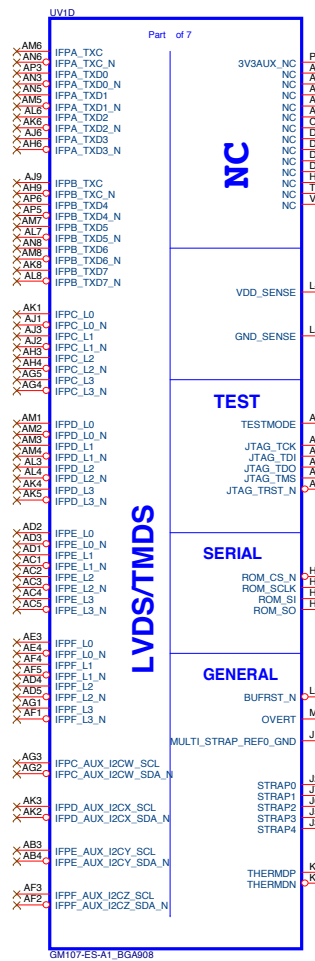 UV1D
Part of 7
AM6 IFPA_TXC
AN6 IFPA_TXC_N
AP3 IFPA_TXD0
AN3 IFPA_TXD0_N
AN5 IFPA_TXD1
AM5 IFPA_TXD1_N
AL6 IFPA_TXD2
AK6 IFPA_TXD2_N
AJ6 IFPA_TXD3
AH6 IFPA_TXD3_N
AJ9 IFPB_TXC
AH9 IFPB_TXC_N
AP6 IFPB_TXD4
AP5 IFPB_TXD4_N
AM7 IFPB_TXD5
AL7 IFPB_TXD5_N
AN8 IFPB_TXD6
AM8 IFPB_TXD6_N
AK8 IFPB_TXD7
AL8 IFPB_TXD7_N
AK1 IFPC_L0
AJ1 IFPC_L0_N
AJ3 IFPC_L1
AJ2 IFPC_L1_N
AH3 IFPC_L2
AH4 IFPC_L2_N
AG5 IFPC_L3
AG4 IFPC_L3_N
AM1 IFPD_L0
AM2 IFPD_L0_N
AM3 IFPD_L1
AM4 IFPD_L1_N
AL3 IFPD_L2
AL4 IFPD_L2_N
AK4 IFPD_L3
AK5 IFPD_L3_N
AD2 IFPE_L0
AD3 IFPE_L0_N
AD1 IFPE_L1
AC1 IFPE_L1_N
AC2 IFPE_L2
AC3 IFPE_L2_N
AC4 IFPE_L3
AC5 IFPE_L3_N
AE3 IFPF_L0
AE4 IFPF_L0_N
AF4 IFPF_L1
AF5 IFPF_L1_N
AD4 IFPF_L2
AD5 IFPF_L2_N
AG1 IFPF_L3
AF1 IFPF_L3_N
AG3 IFPC_AUX_I2CW_SCL
AG2 IFPC_AUX_I2CW_SDA_N
AK3 IFPD_AUX_I2CX_SCL
AK2 IFPD_AUX_I2CX_SDA_N
AB3 IFPE_AUX_I2CY_SCL
AB4 IFPE_AUX_I2CY_SDA_N
AF3 IFPF_AUX_I2CZ_SCL
AF2 IFPF_AUX_I2CZ_SDA_N
LVDS/TMDS
NC
3V3AUX_NC
NC
NC
NC
NC
NC
NC
NC
NC
NC
NC
NC
NC
NC
VDD_SENSE
GND_SENSE
TEST
TESTMODE
JTAG_TCK
JTAG_TDI
JTAG_TDO
JTAG_TMS
JTAG_TRST_N
SERIAL
ROM_CS_N
ROM_SCLK
ROM_SI
ROM_SO
GENERAL
BUFRST_N
OVERT
MULTI_STRAP_REF0_GND
STRAP0
STRAP1
STRAP2
STRAP3
STRAP4
THERMDP
THERMDN
GM107-ES-A1_BGA908